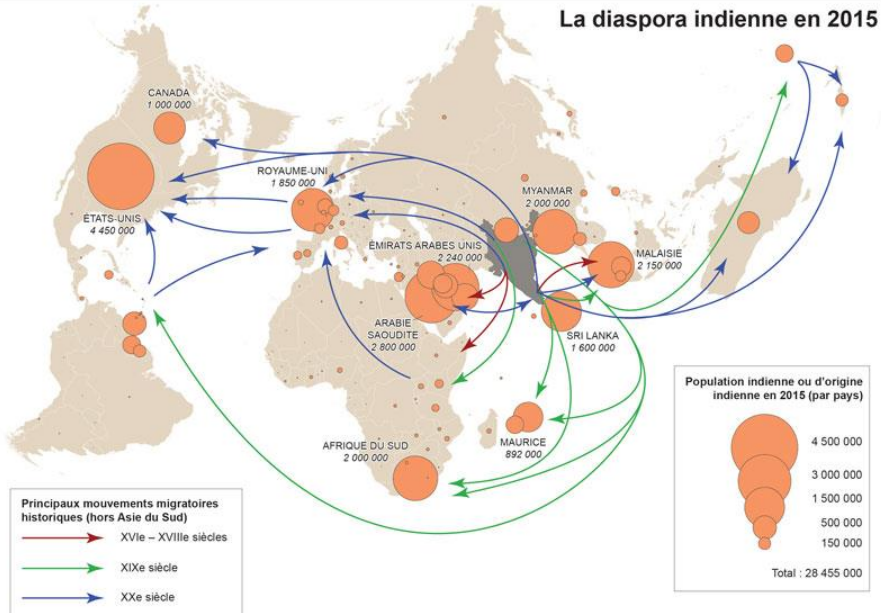 La diaspora indienne en 2015
CANADA
1 000 000
ÉTATS-UNIS
4 450 000
ROYAUME-UNI
1 850 000
MYANMAR
2 000 000
ÉMIRATS ARABES UNIS
2 240 000
MALAISIE
2 150 000
ARABIE
SAOUDITE
2 800 000
SRI LANKA
1 600 000
AFRIQUE DU SUD
2 000 000
MAURICE
892 000
Principaux mouvements migratoires
historiques (hors Asie du Sud)
XVIe – XVIIIe siècles
XIXe siècle
XXe siècle
Population indienne ou d'origine
indienne en 2015 (par pays)
4 500 000
3 000 000
1 500 000
500 000
150 000
Total : 28 455 000